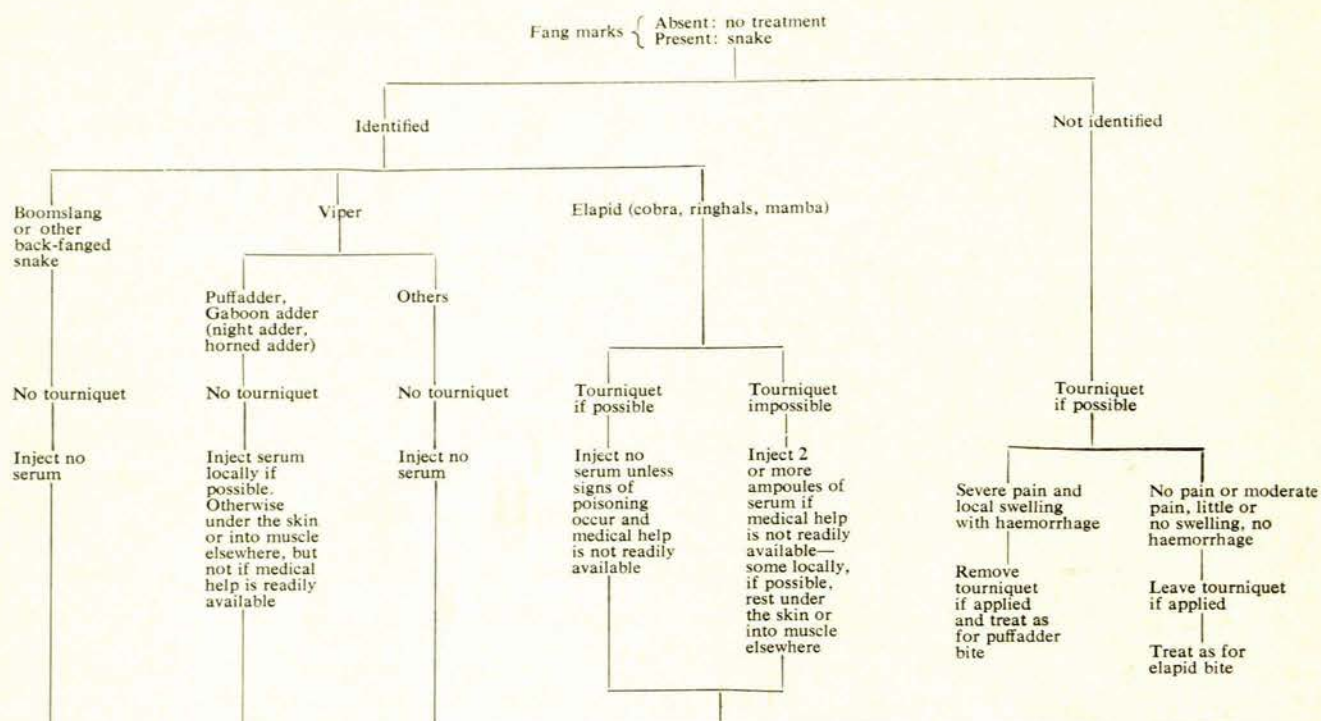 Fang marks { Absent: no treatment
Present: snake
Identified
Not identified
Boomslang
or other
back-fanged
snake
Viper
Elapid (cobra, ringhals, mamba)
Puffadder,
Gaboon adder
(night adder,
horned adder)
Others
No tourniquet
No tourniquet
No tourniquet
Tourniquet
if possible
Tourniquet
impossible
Tourniquet
if possible
Inject no
serum
Inject serum
locally if
possible.
Otherwise
under the skin
or into muscle
elsewhere, but
not if medical
help is readily
available
Inject no
serum
Inject no
serum unless
signs of
poisoning
occur and
medical help
is not readily
available
Inject 2
or more
ampoules of
serum if
medical help
is not readily
available—
some locally,
if possible,
rest under
the skin or
into muscle
elsewhere
Severe pain and
local swelling
with haemorrhage
No pain or moderate
pain, little or
no swelling, no
haemorrhage
Remove
tourniquet
if applied
and treat as
for puffadder
bite
Leave tourniquet
if applied
Treat as for
elapid bite